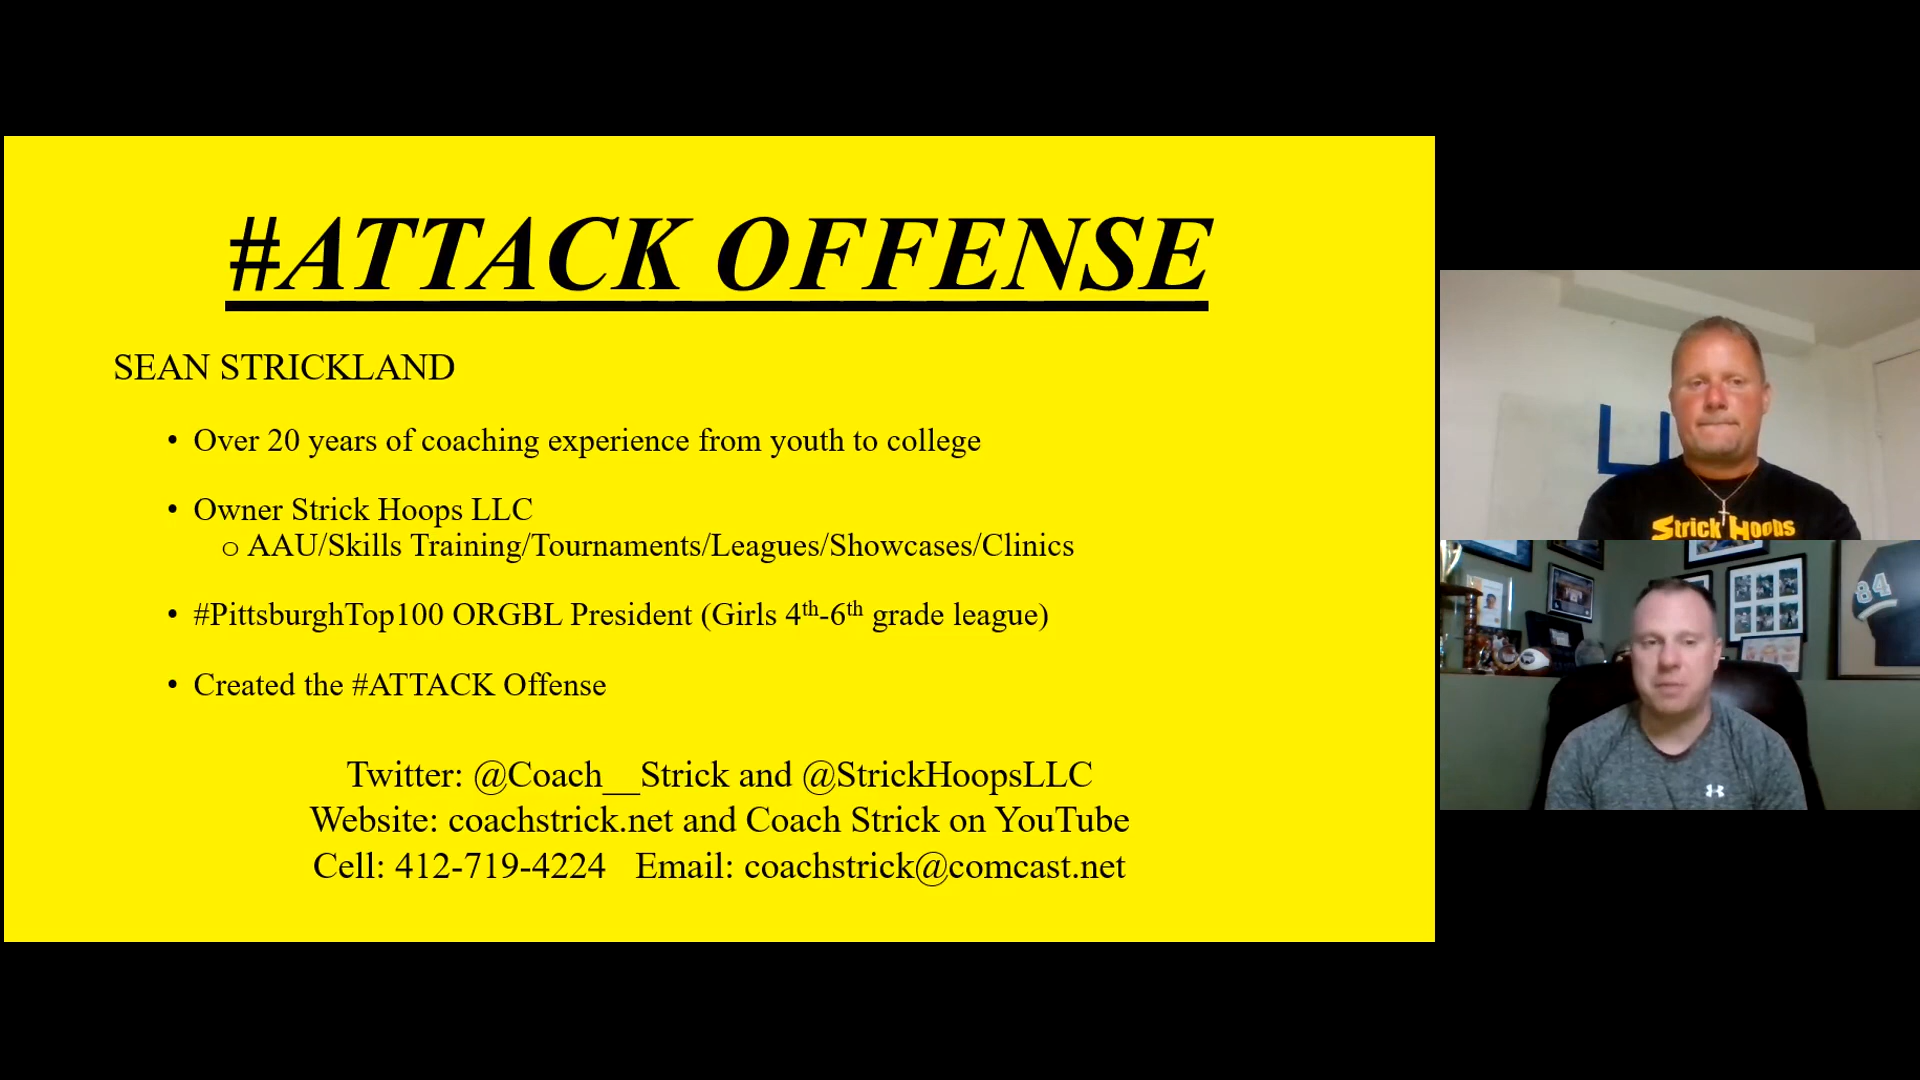 #ATTACK OFFENSE
SEAN STRICKLAND
• Over 20 years of coaching experience from youth to college
• Owner Strick Hoops LLC
o AAU/Skills Training/Tournaments/Leagues/Showcases/Clinics
• #PittsburghTop100 ORGBL President (Girls 4th-6th grade league)
• Created the #ATTACK Offense
Twitter: @Coach__Strick and @StrickHoopsLLC
Website: coachstrick.net and Coach Strick on YouTube
Cell: 412-719-4224 Email: coachstrick@comcast.net
Strick Hoops
84